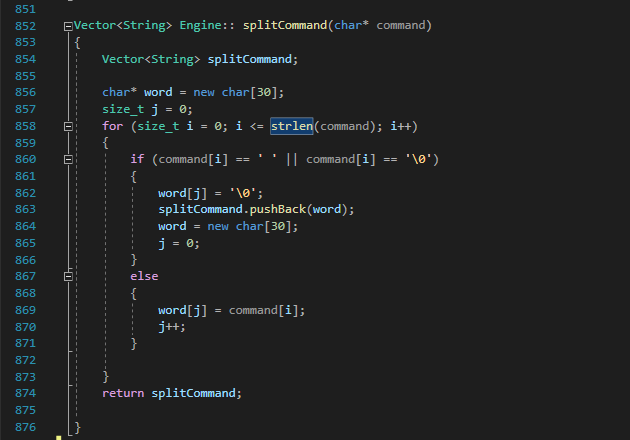 851
852 Vector<String> Engine:: splitCommand(char* command)
853 {
854 Vector<String> splitCommand;
855
856 char* word = new char[30];
857 size_t j = 0;
858 for (size_t i = 0; i <= strlen(command); i++)
859 {
860 if (command[i] == ' ' || command[i] == '\0')
861 {
862 word[j] = '\0';
863 splitCommand.pushBack(word);
864 word = new char[30];
865 j = 0;
866 }
867 else
868 {
869 word[j] = command[i];
870 j++;
871 }
872
873 }
874 return splitCommand;
875
876 }